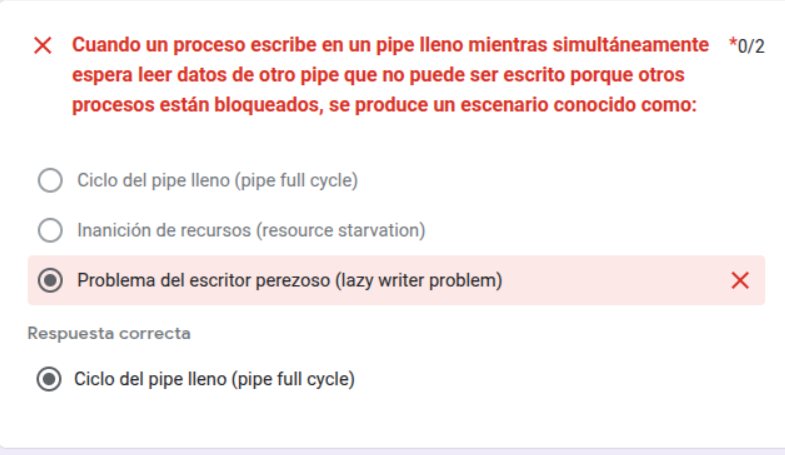 Cuando un proceso escribe en un pipe lleno mientras simultáneamente *0/2
espera leer datos de otro pipe que no puede ser escrito porque otros
procesos están bloqueados, se produce un escenario conocido como:
Ciclo del pipe lleno (pipe full cycle)
Inanición de recursos (resource starvation)
Problema del escritor perezoso (lazy writer problem)
Respuesta correcta
Ciclo del pipe lleno (pipe full cycle)